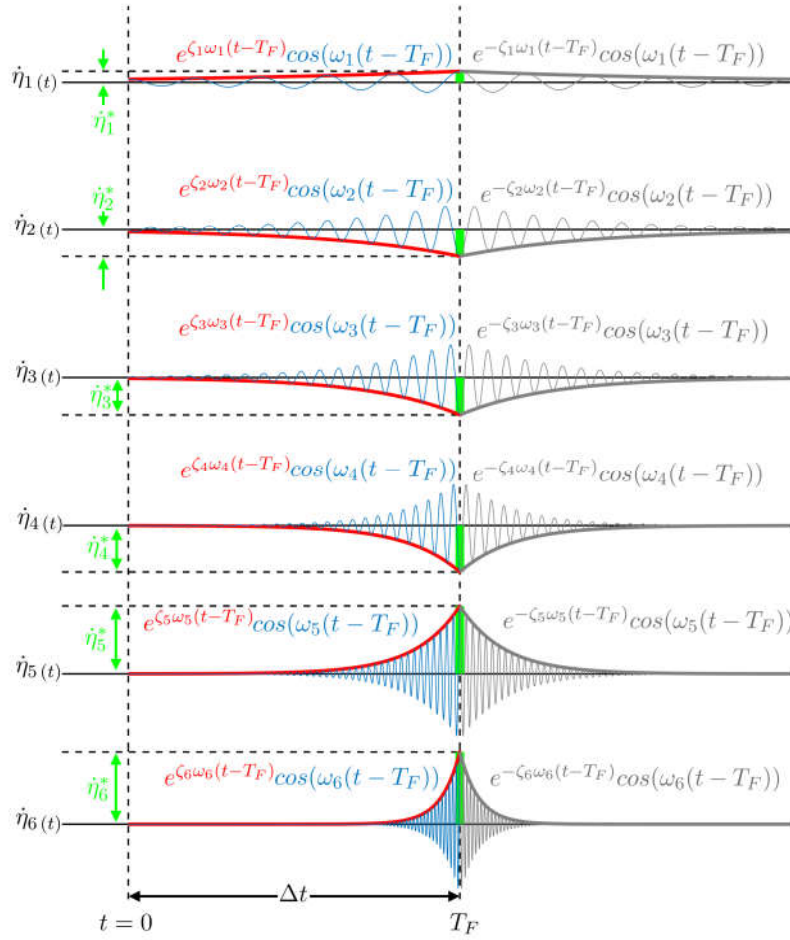 e^{ζ₁ω₁(t−T_F)}cos(ω₁(t − T_F)) e^{−ζ₁ω₁(t−T_F)}cos(ω₁(t − T_F))
η̇₁(t)
η̇₁*
e^{ζ₂ω₂(t−T_F)}cos(ω₂(t − T_F)) e^{−ζ₂ω₂(t−T_F)}cos(ω₂(t − T_F))
η̇₂*
η̇₂(t)
e^{ζ₃ω₃(t−T_F)}cos(ω₃(t − T_F)) e^{−ζ₃ω₃(t−T_F)}cos(ω₃(t − T_F))
η̇₃(t)
η̇₃*
e^{ζ₄ω₄(t−T_F)}cos(ω₄(t − T_F)) e^{−ζ₄ω₄(t−T_F)}cos(ω₄(t − T_F))
η̇₄(t)
η̇₄*
e^{ζ₅ω₅(t−T_F)}cos(ω₅(t − T_F)) e^{−ζ₅ω₅(t−T_F)}cos(ω₅(t − T_F))
η̇₅*
η̇₅(t)
e^{ζ₆ω₆(t−T_F)}cos(ω₆(t − T_F)) e^{−ζ₆ω₆(t−T_F)}cos(ω₆(t − T_F))
η̇₆*
η̇₆(t)
Δt
t = 0 T_F